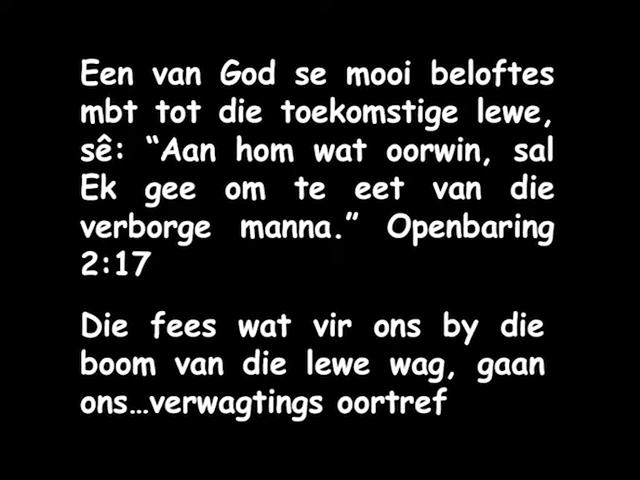 Een van God se mooi beloftes
mbt tot die toekomstige lewe,
sê: “Aan hom wat oorwin, sal
Ek gee om te eet van die
verborge manna.” Openbaring
2:17
Die fees wat vir ons by die
boom van die lewe wag, gaan
ons…verwagtings oortref